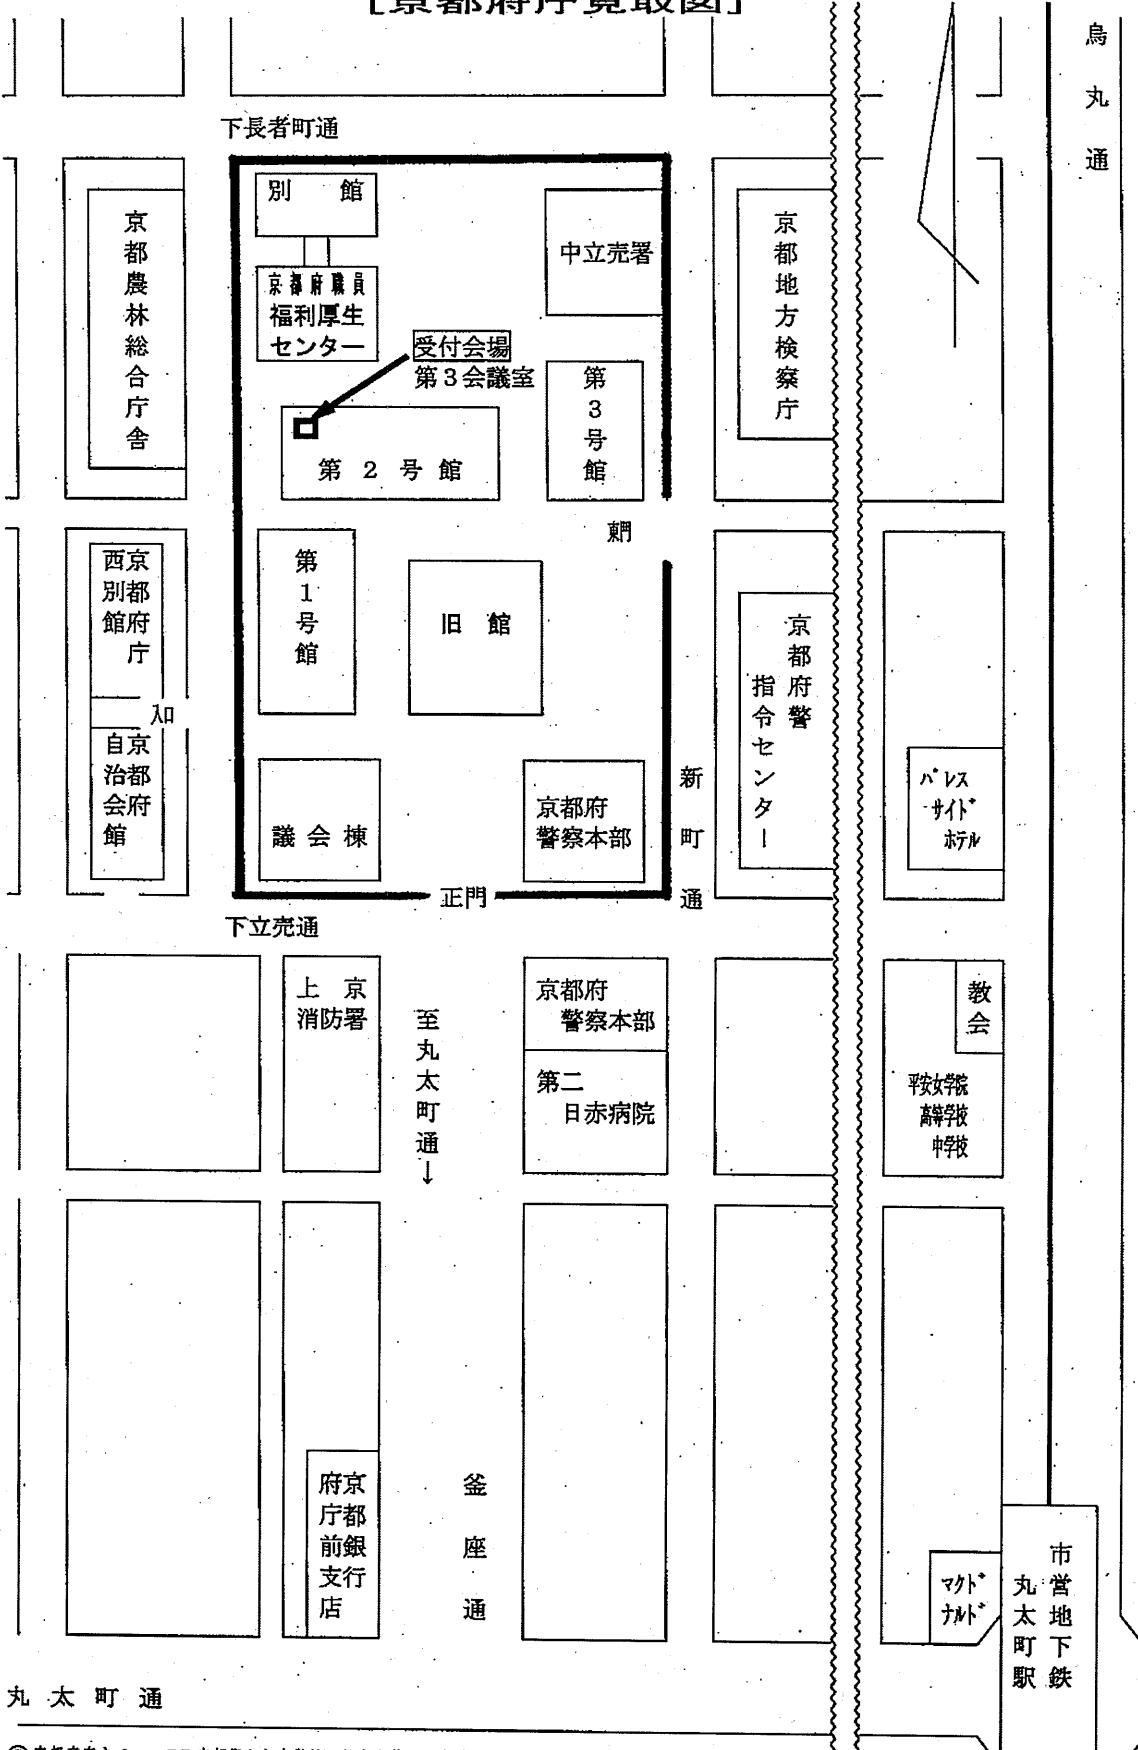 [京都府庁見取図]
烏丸通
下長者町通
別館
京都農林総合庁舎
中立売署
京都地方検察庁
京都府職員
福利厚生
センター
受付会場
第3会議室
第3号館
第2号館
東門
京都府庁
西別館
第1号館
旧館
京都府警
指令センター
入口
京都府
自治会館
新町通
パレス
サイド
ホテル
議会棟
京都府
警察本部
正門
下立売通
上京
消防署
至丸太町通↓
京都府
警察本部
第二
日赤病院
教会
平安女学院
高等学校
中学校
京都銀行
府庁前支店
釜座通
マクド
ナルド
市営地下鉄
丸太町駅
丸太町通